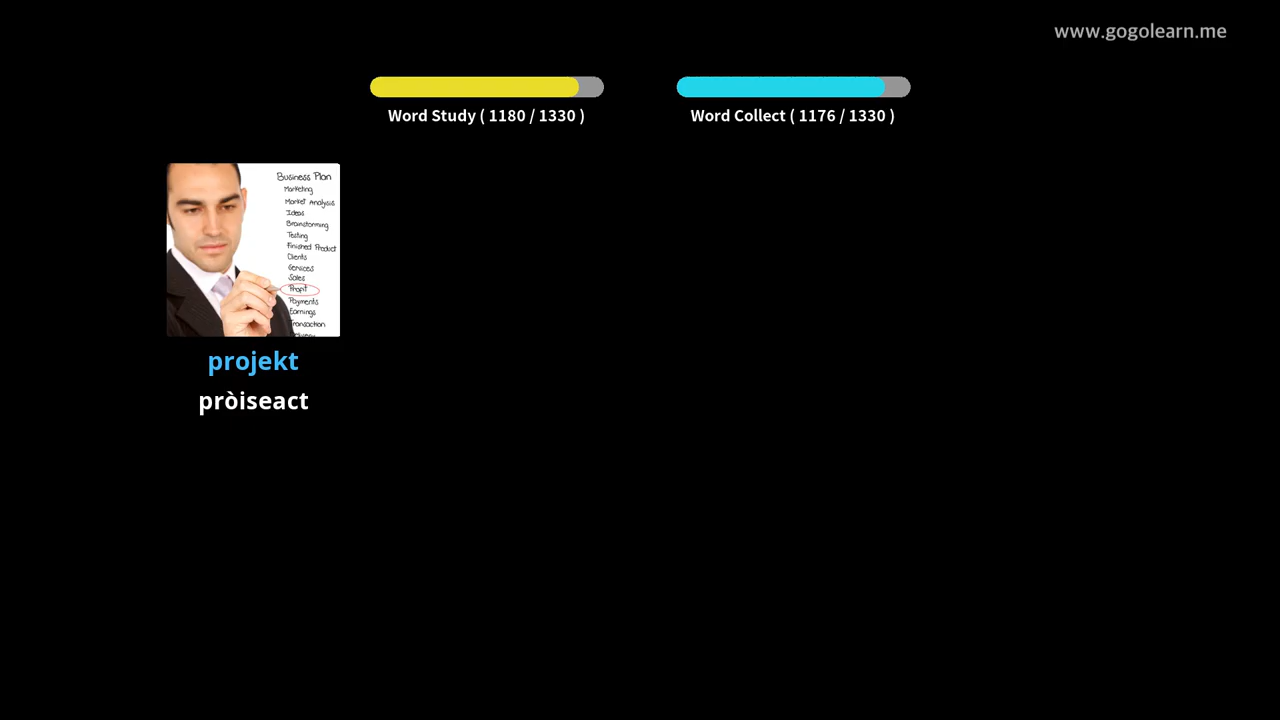 www.gogolearn.me
Word Study ( 1180 / 1330 )
Word Collect ( 1176 / 1330 )
Business Plan
Marketing
Market Analysis
Ideas
Brainstorming
Testing
Finished Product
Clients
Services
Sales
Profit
Payments
Earnings
Transaction
Delivery
projekt
pròiseact